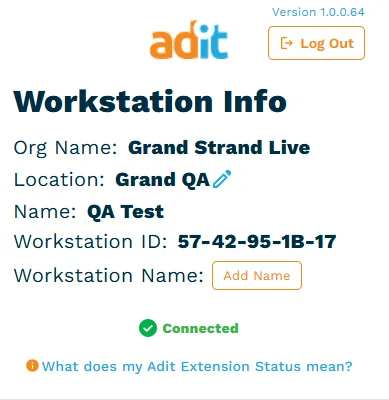 Version 1.0.0.64
adit
Log Out
Workstation Info
Org Name: Grand Strand Live
Location: Grand QA
Name: QA Test
Workstation ID: 57-42-95-1B-17
Workstation Name: Add Name
Connected
What does my Adit Extension Status mean?